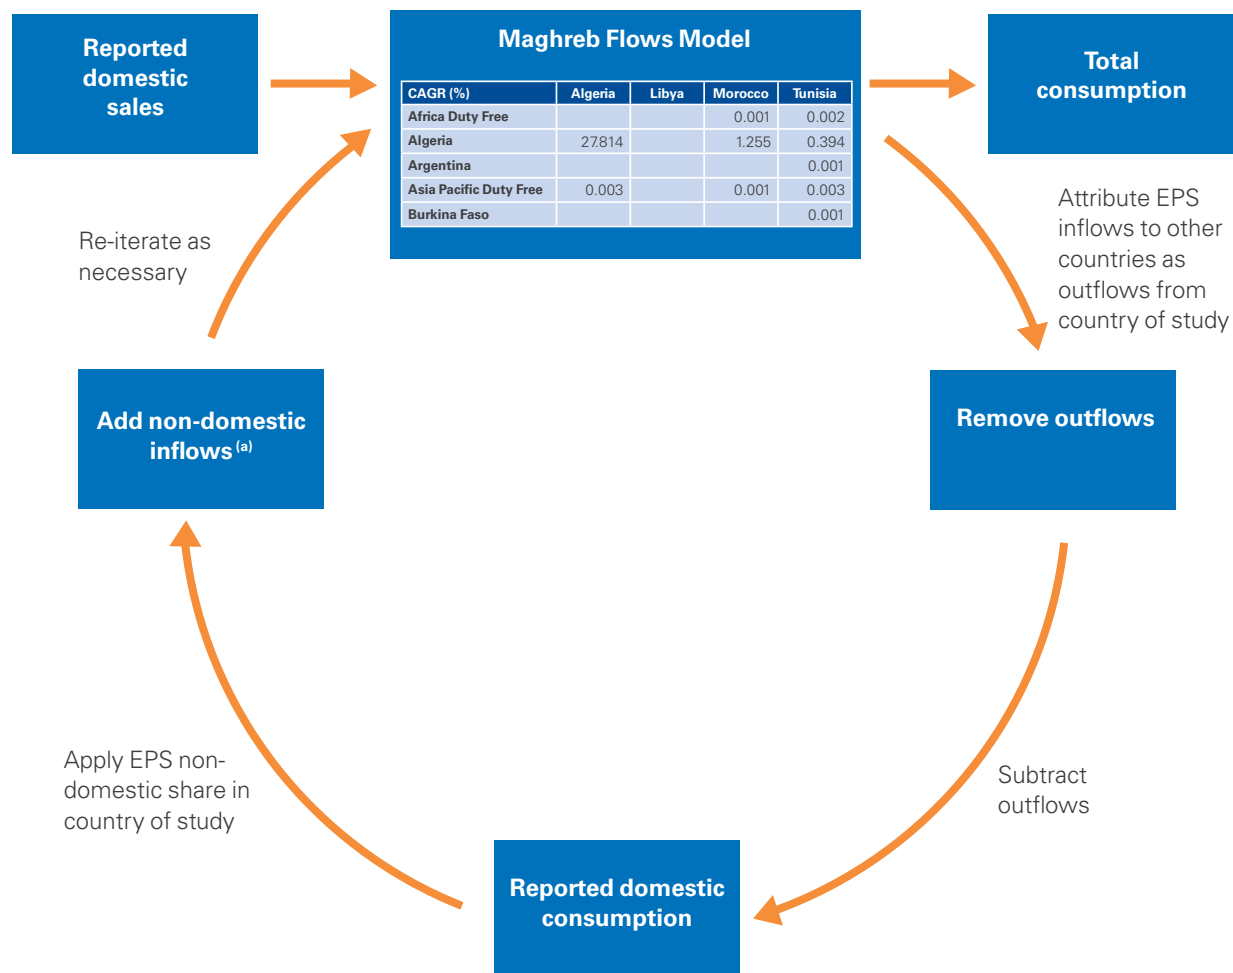 Reported
domestic
sales
Maghreb Flows Model
CAGR (%) Algeria Libya Morocco Tunisia
Africa Duty Free 0.001 0.002
Algeria 27.814 1.255 0.394
Argentina 0.001
Asia Pacific Duty Free 0.003 0.001 0.003
Burkina Faso 0.001
Total
consumption
Attribute EPS
inflows to other
countries as
outflows from
country of study
Remove outflows
Subtract
outflows
Reported domestic
consumption
Apply EPS non-
domestic share in
country of study
Add non-domestic
inflows (a)
Re-iterate as
necessary